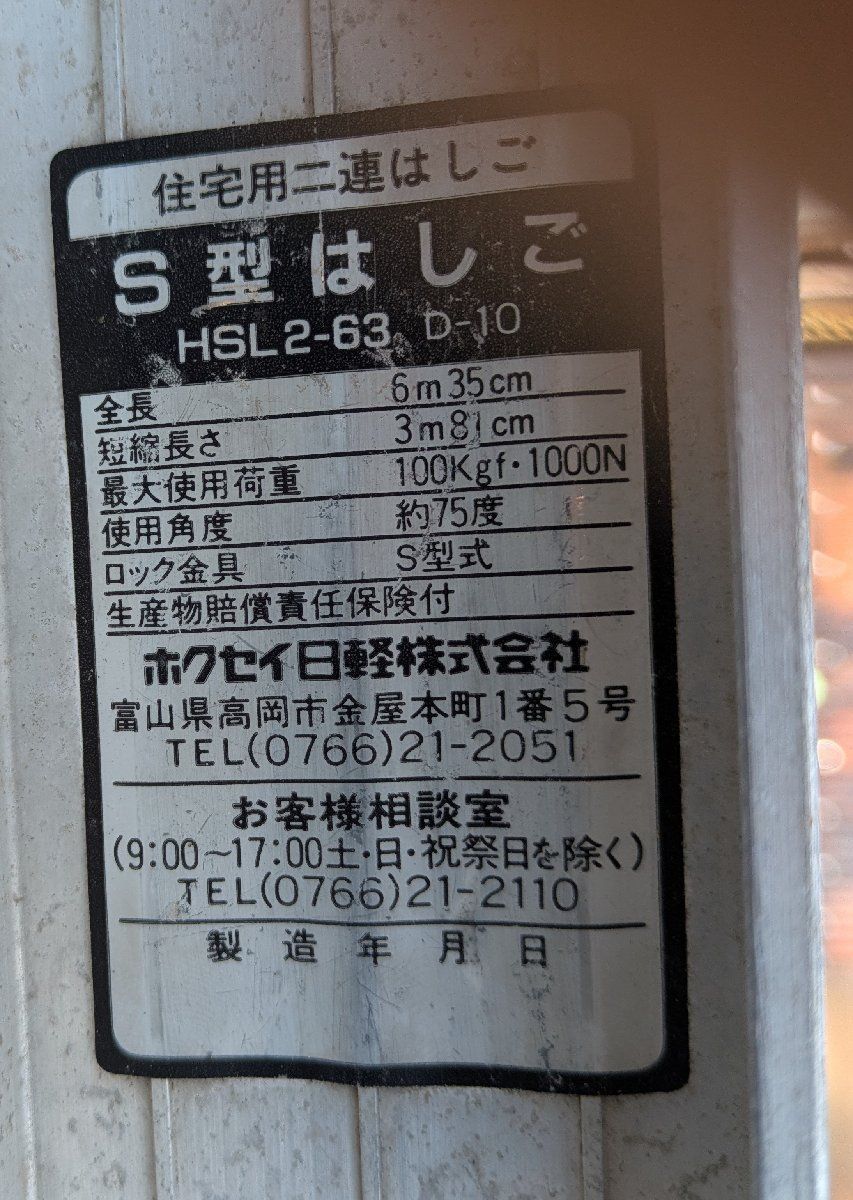 住宅用二連はしご
S型はしご
HSL2-63 D-10
全長 6m35cm
短縮長さ 3m81cm
最大使用荷重 100Kgf・1000N
使用角度 約75度
ロック金具 S型式
生産物賠償責任保険付
ホクセイ日軽株式会社
富山県高岡市金屋本町1番5号
TEL(0766)21-2051
お客様相談室
(9:00～17:00土・日・祝祭日を除く)
TEL(0766)21-2110
製造年月日